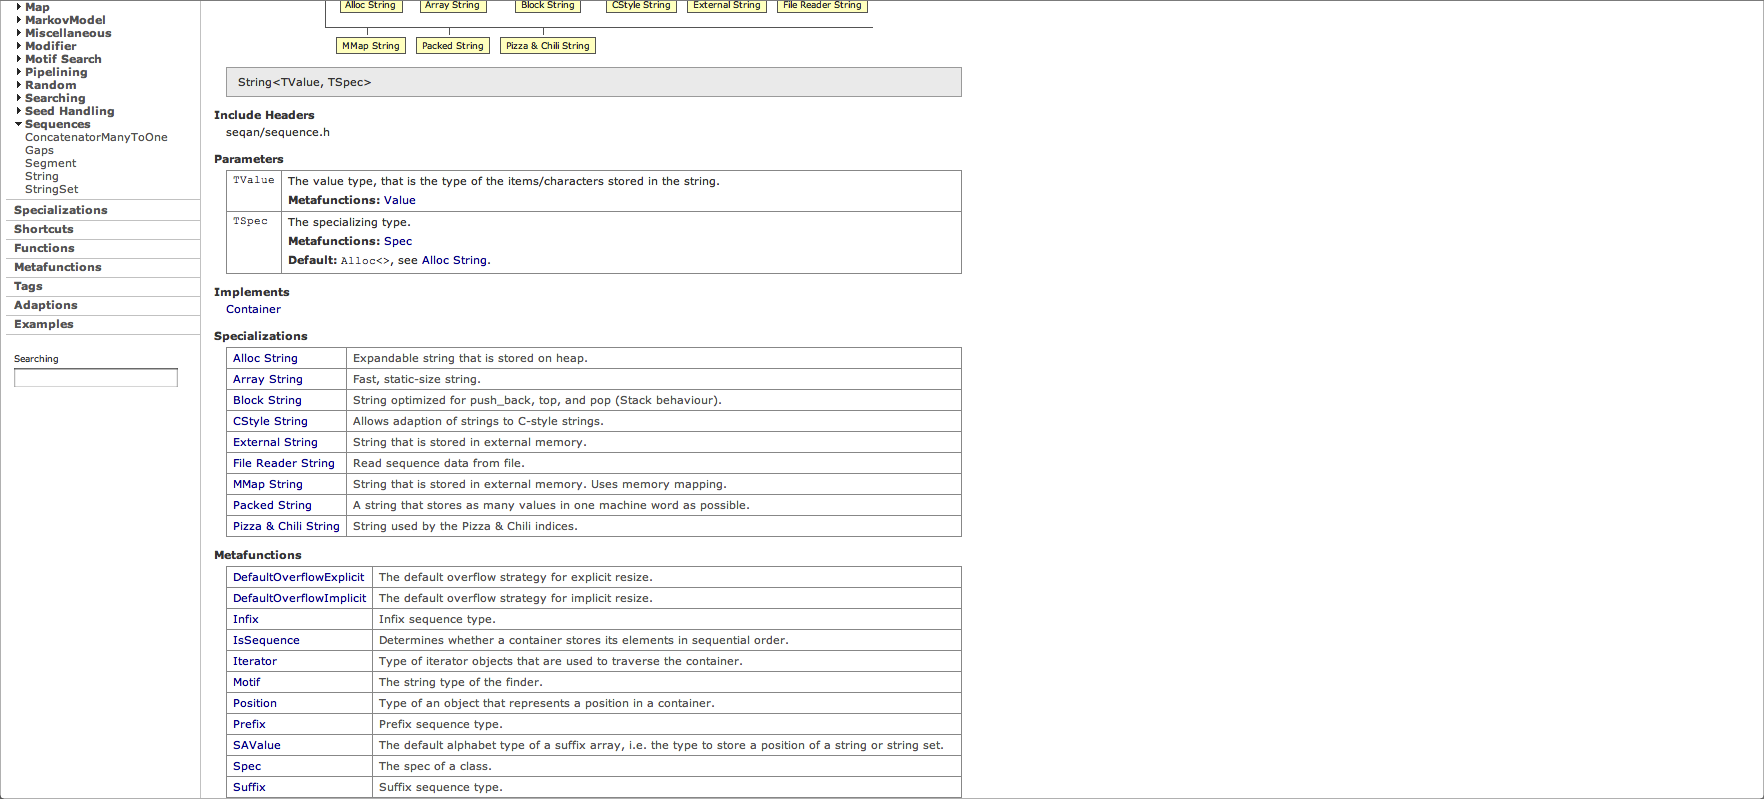 Map
MarkovModel
Miscellaneous
Modifier
Motif Search
Pipelining
Random
Searching
Seed Handling
Sequences
ConcatenatorManyToOne
Gaps
Segment
String
StringSet
Specializations
Shortcuts
Functions
Metafunctions
Tags
Adaptions
Examples
Searching
Alloc String Array String Block String CStyle String External String File Reader String
MMap String Packed String Pizza & Chili String
String<TValue, TSpec>
Include Headers
seqan/sequence.h
Parameters
TValue The value type, that is the type of the items/characters stored in the string.
Metafunctions: Value
TSpec The specializing type.
Metafunctions: Spec
Default: Alloc<>, see Alloc String.
Implements
Container
Specializations
Alloc String Expandable string that is stored on heap.
Array String Fast, static-size string.
Block String String optimized for push_back, top, and pop (Stack behaviour).
CStyle String Allows adaption of strings to C-style strings.
External String String that is stored in external memory.
File Reader String Read sequence data from file.
MMap String String that is stored in external memory. Uses memory mapping.
Packed String A string that stores as many values in one machine word as possible.
Pizza & Chili String String used by the Pizza & Chili indices.
Metafunctions
DefaultOverflowExplicit The default overflow strategy for explicit resize.
DefaultOverflowImplicit The default overflow strategy for implicit resize.
Infix Infix sequence type.
IsSequence Determines whether a container stores its elements in sequential order.
Iterator Type of iterator objects that are used to traverse the container.
Motif The string type of the finder.
Position Type of an object that represents a position in a container.
Prefix Prefix sequence type.
SAValue The default alphabet type of a suffix array, i.e. the type to store a position of a string or string set.
Spec The spec of a class.
Suffix Suffix sequence type.